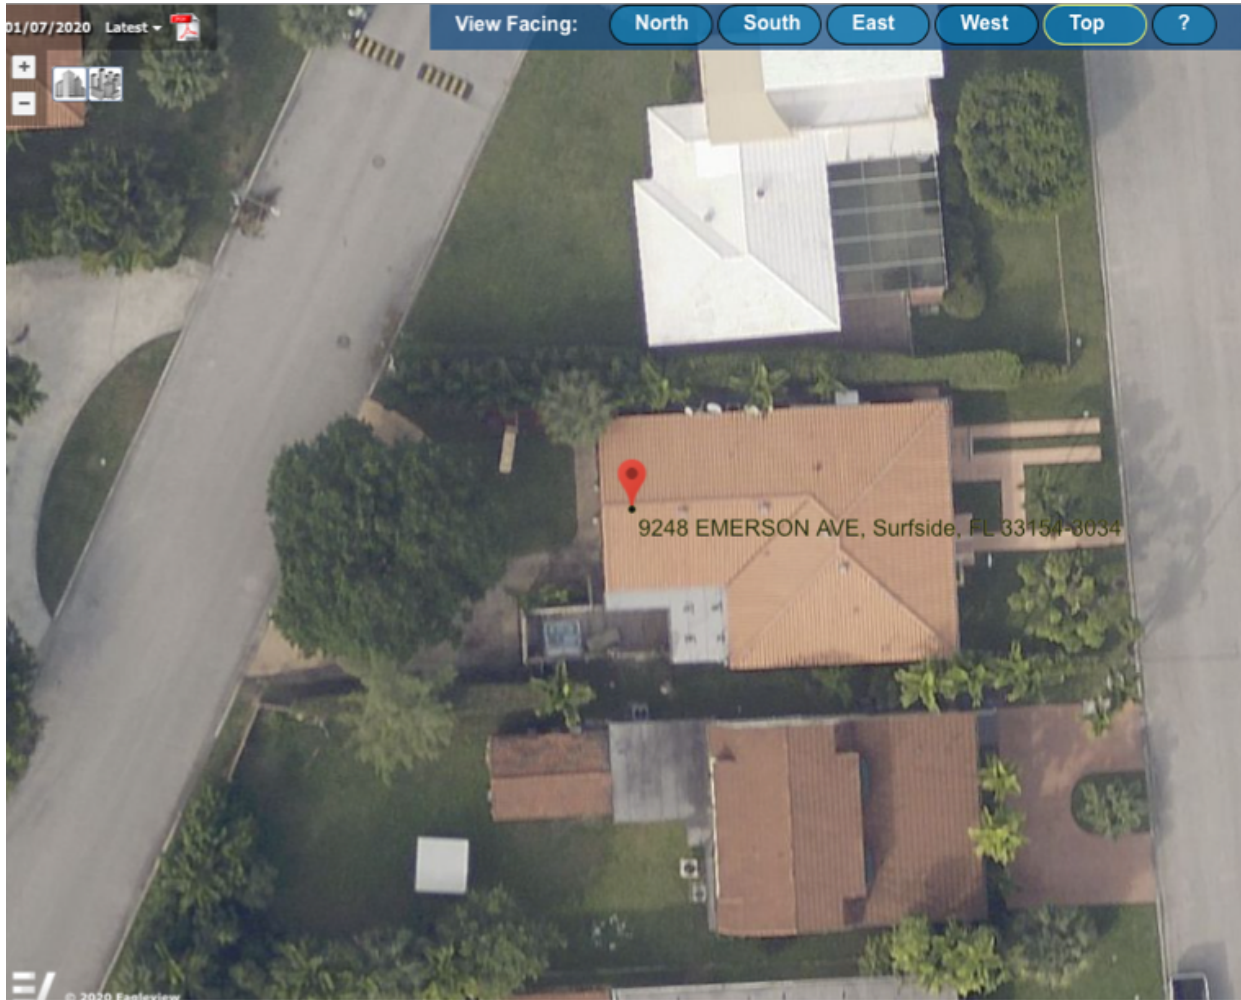 01/07/2020 Latest
View Facing: North South East West Top ?
+
−
9248 EMERSON AVE, Surfside, FL 33154-3034
© 2020 Eagleview